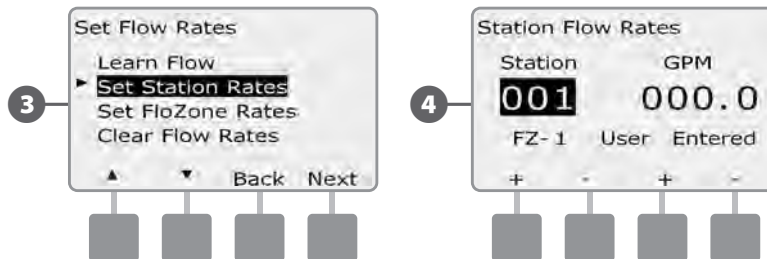 3
Set Flow Rates
Learn Flow
► Set Station Rates
Set FloZone Rates
Clear Flow Rates
▲ ▼ Back Next
4
Station Flow Rates
Station GPM
001 000.0
FZ-1 User Entered
+ - + -